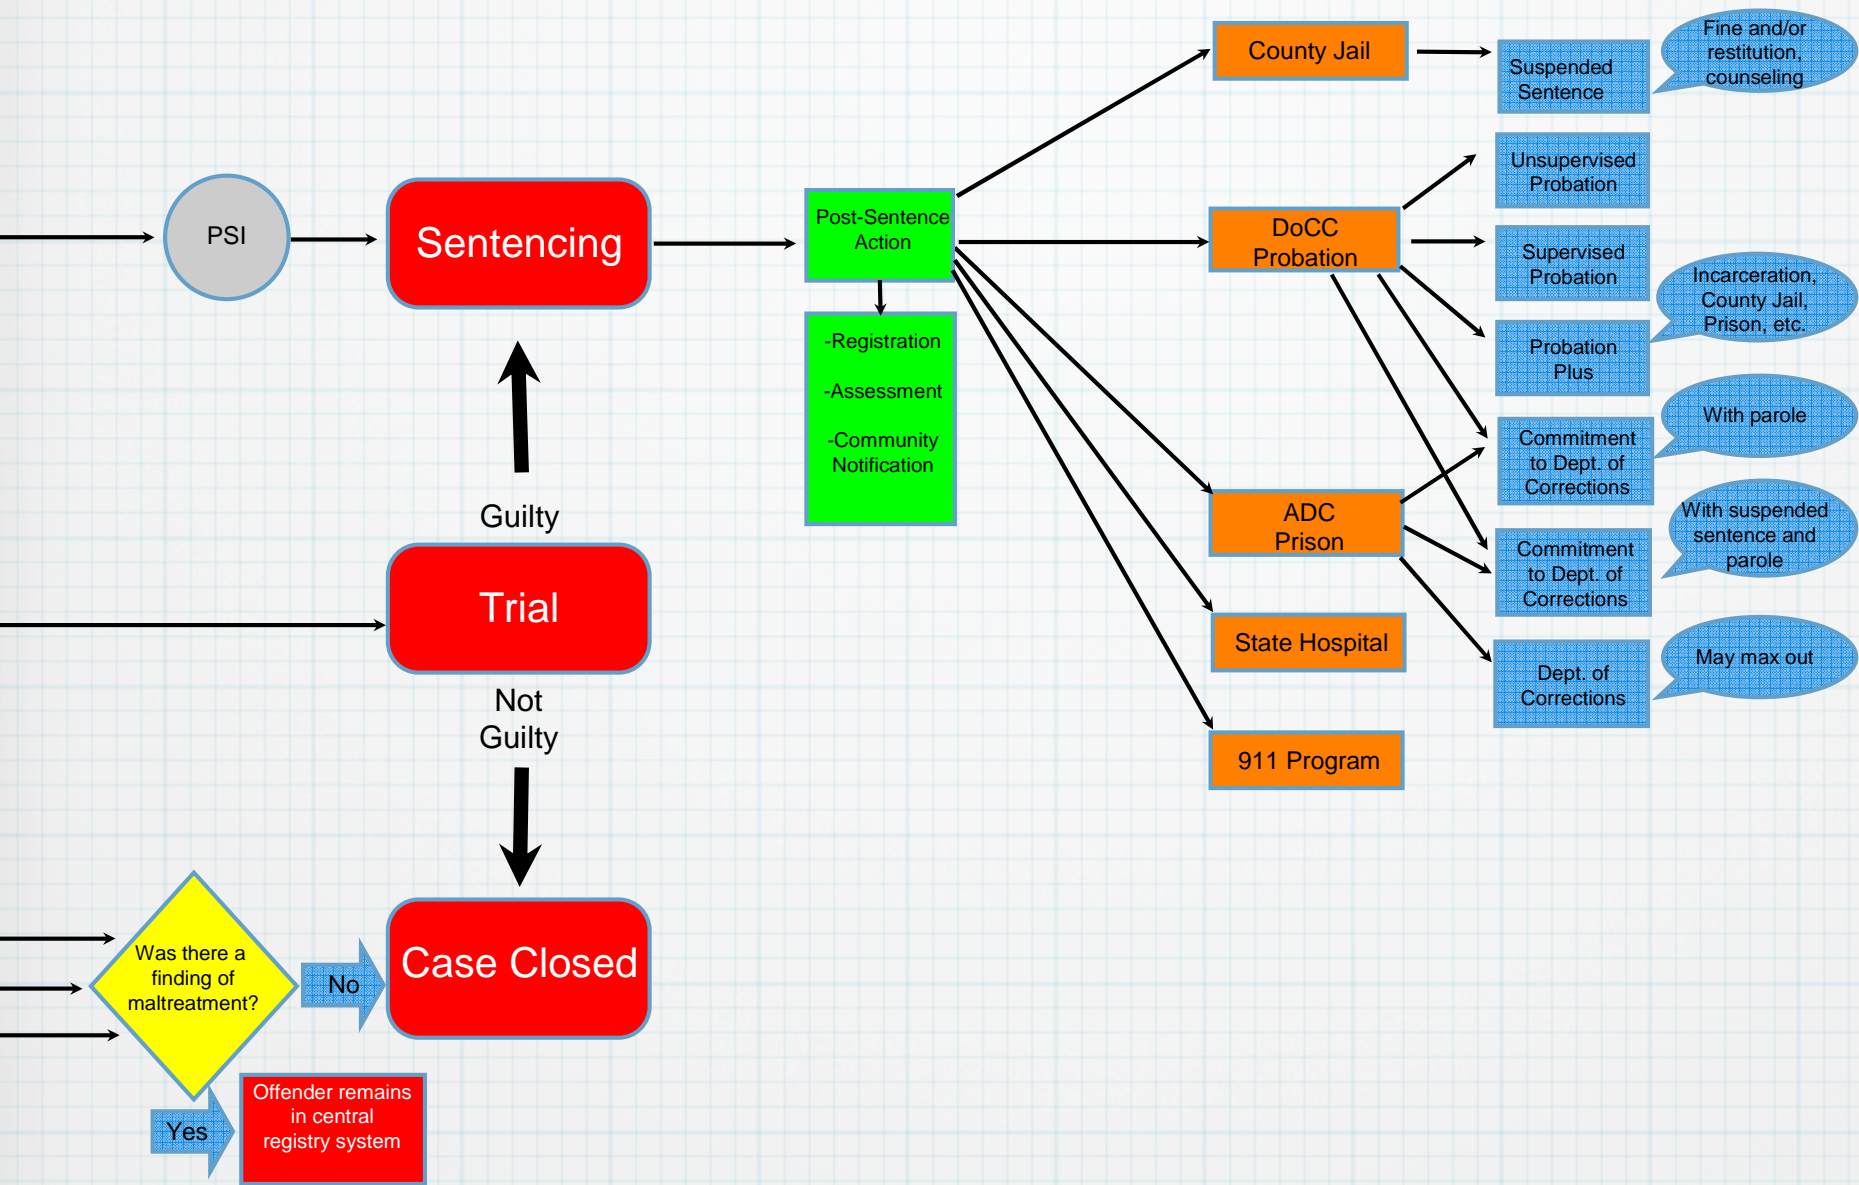 PSI
Sentencing
Guilty
Trial
Not
Guilty
Case Closed
Was there a
finding of
maltreatment?
No
Yes
Offender remains
in central
registry system
Post-Sentence
Action
-Registration
-Assessment
-Community
Notification
County Jail
DoCC
Probation
ADC
Prison
State Hospital
911 Program
Suspended
Sentence
Fine and/or
restitution,
counseling
Unsupervised
Probation
Supervised
Probation
Probation
Plus
Incarceration,
County Jail,
Prison, etc.
Commitment
to Dept. of
Corrections
With parole
Commitment
to Dept. of
Corrections
With suspended
sentence and
parole
Dept. of
Corrections
May max out